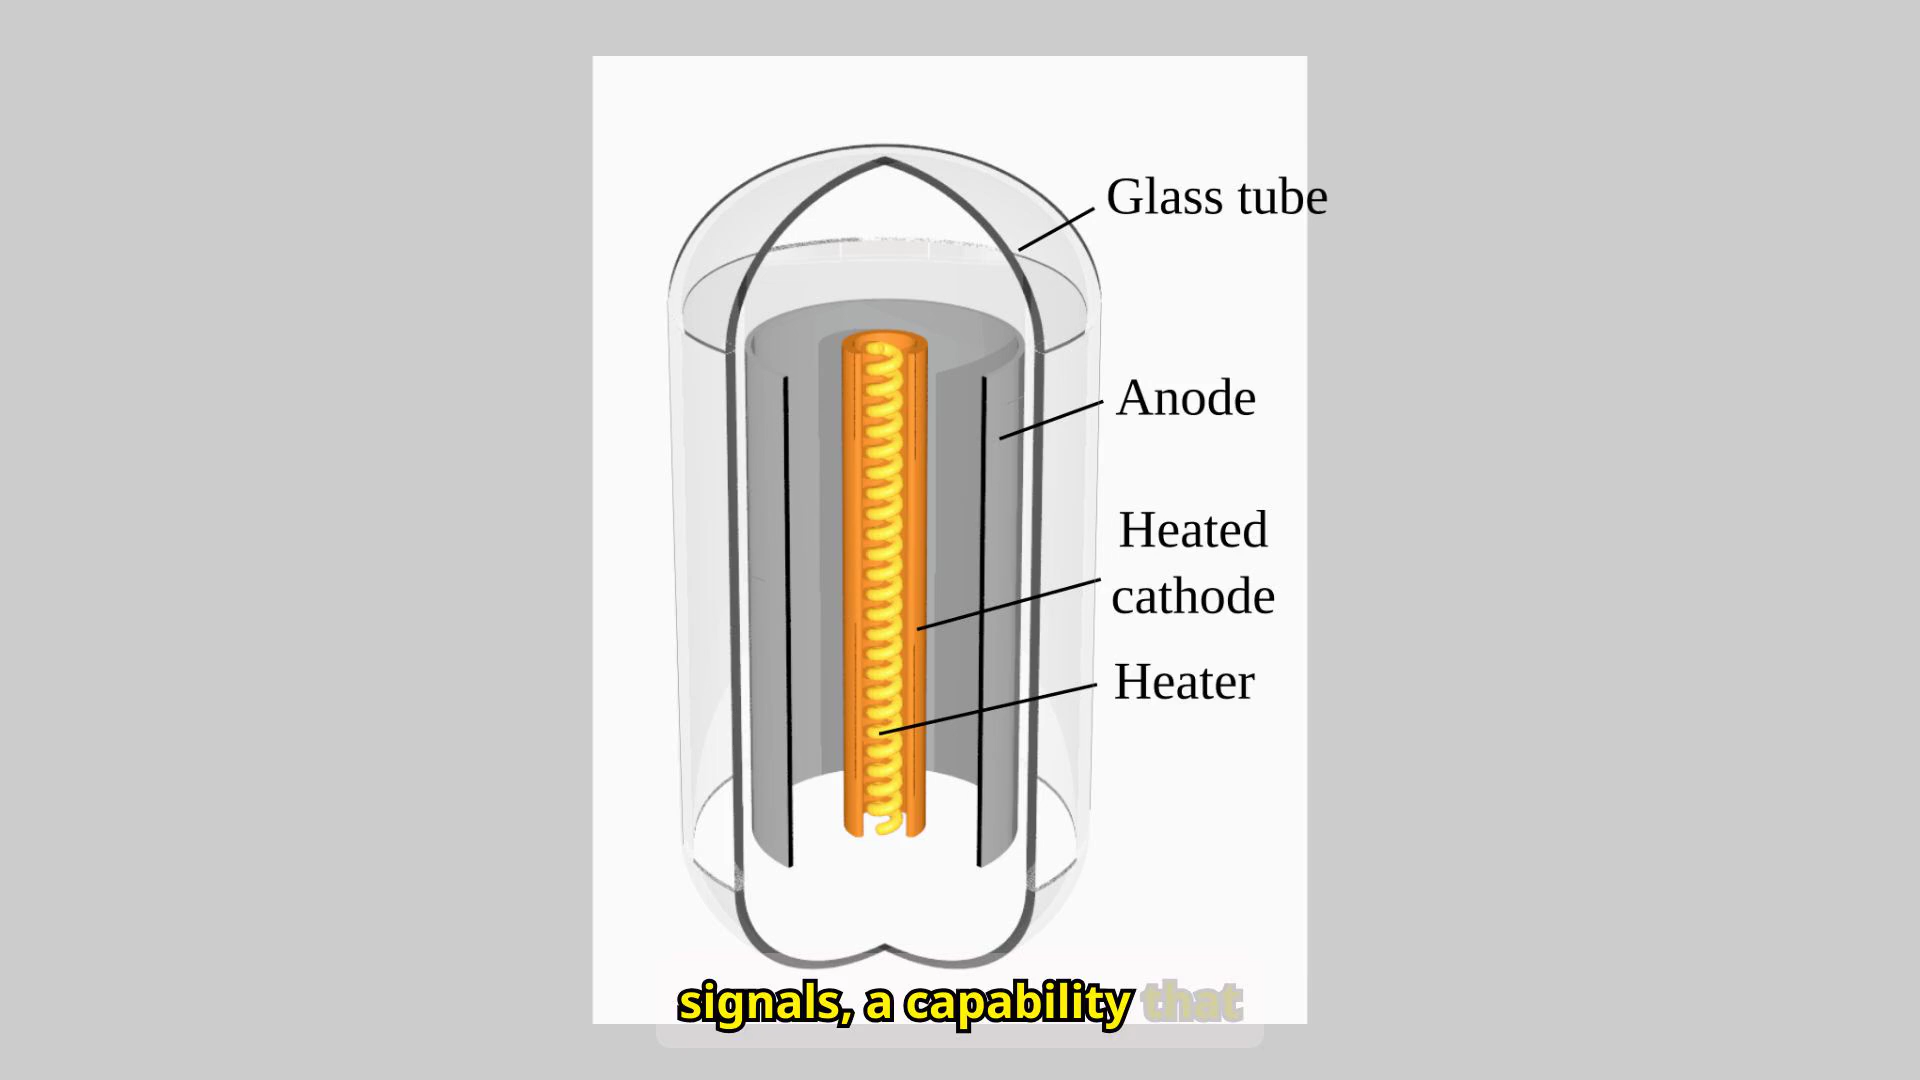 Glass tube
Anode
Heated
cathode
Heater
signals, a capability that